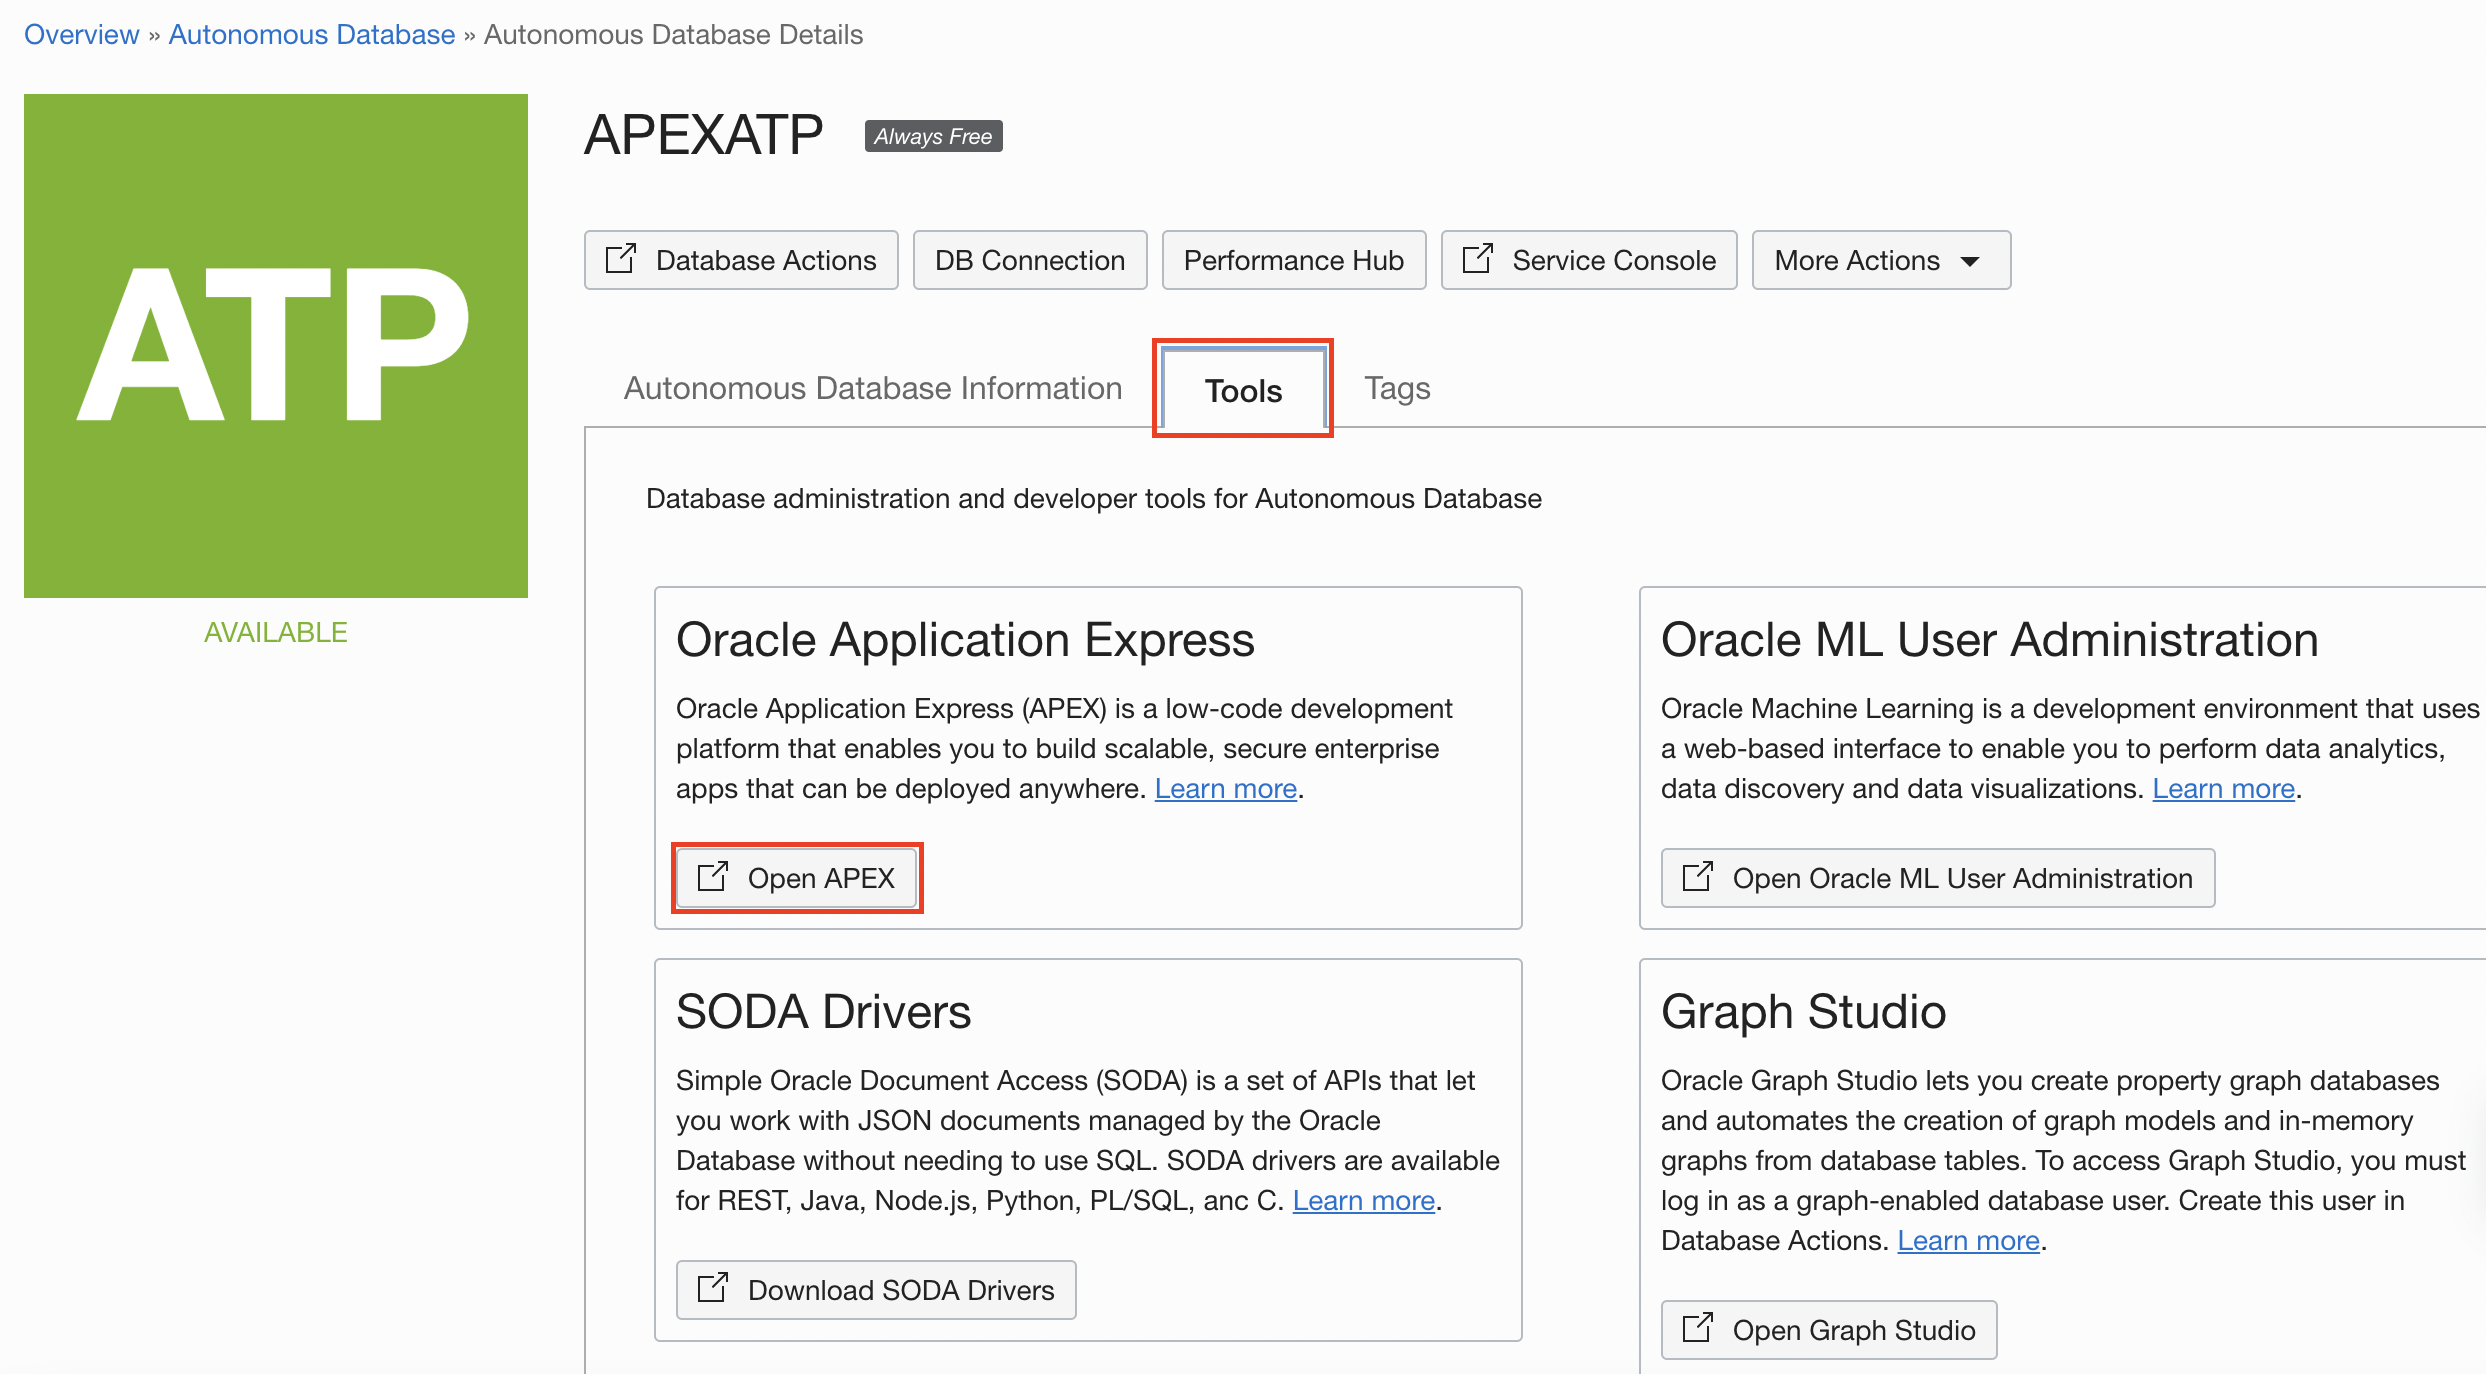 Overview » Autonomous Database » Autonomous Database Details
ATP
AVAILABLE
APEXATP Always Free
Database Actions DB Connection Performance Hub Service Console More Actions
Autonomous Database Information Tools Tags
Database administration and developer tools for Autonomous Database
Oracle Application Express
Oracle Application Express (APEX) is a low-code development
platform that enables you to build scalable, secure enterprise
apps that can be deployed anywhere. Learn more.
Open APEX
Oracle ML User Administration
Oracle Machine Learning is a development environment that uses
a web-based interface to enable you to perform data analytics,
data discovery and data visualizations. Learn more.
Open Oracle ML User Administration
SODA Drivers
Simple Oracle Document Access (SODA) is a set of APIs that let
you work with JSON documents managed by the Oracle
Database without needing to use SQL. SODA drivers are available
for REST, Java, Node.js, Python, PL/SQL, anc C. Learn more.
Download SODA Drivers
Graph Studio
Oracle Graph Studio lets you create property graph databases
and automates the creation of graph models and in-memory
graphs from database tables. To access Graph Studio, you must
log in as a graph-enabled database user. Create this user in
Database Actions. Learn more.
Open Graph Studio